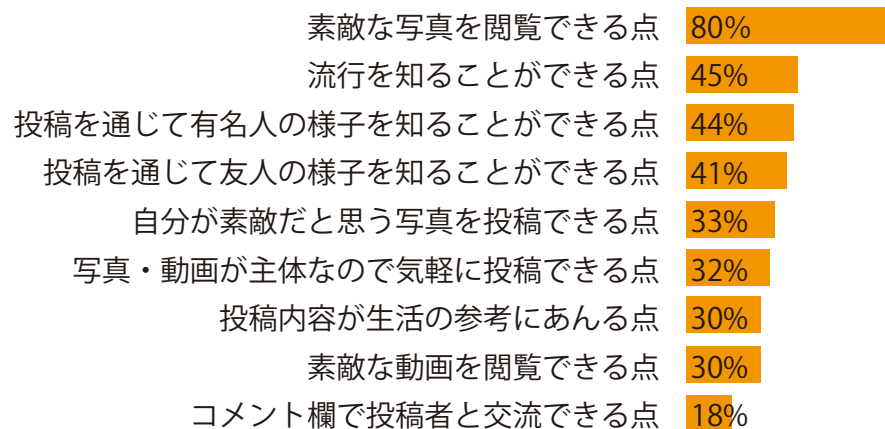 素敵な写真を閲覧できる点 80%
流行を知ることができる点 45%
投稿を通じて有名人の様子を知ることができる点 44%
投稿を通じて友人の様子を知ることができる点 41%
自分が素敵だと思う写真を投稿できる点 33%
写真・動画が主体なので気軽に投稿できる点 32%
投稿内容が生活の参考にあんる点 30%
素敵な動画を閲覧できる点 30%
コメント欄で投稿者と交流できる点 18%